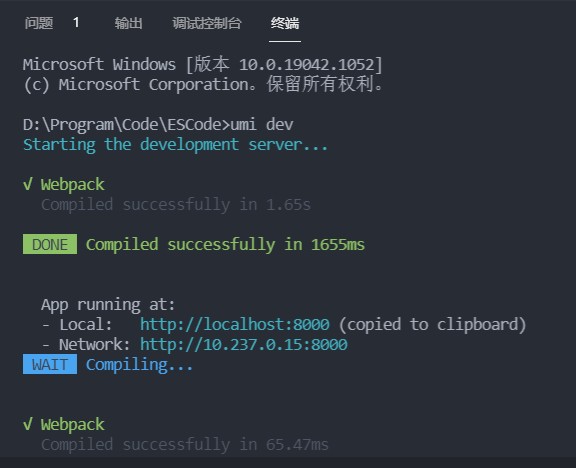 问题 1 输出 调试控制台 终端
Microsoft Windows [版本 10.0.19042.1052]
(c) Microsoft Corporation。保留所有权利。
D:\Program\Code\ESCode>umi dev
Starting the development server...
√ Webpack
Compiled successfully in 1.65s
DONE Compiled successfully in 1655ms
App running at:
- Local: http://localhost:8000 (copied to clipboard)
- Network: http://10.237.0.15:8000
WAIT Compiling...
√ Webpack
Compiled successfully in 65.47ms